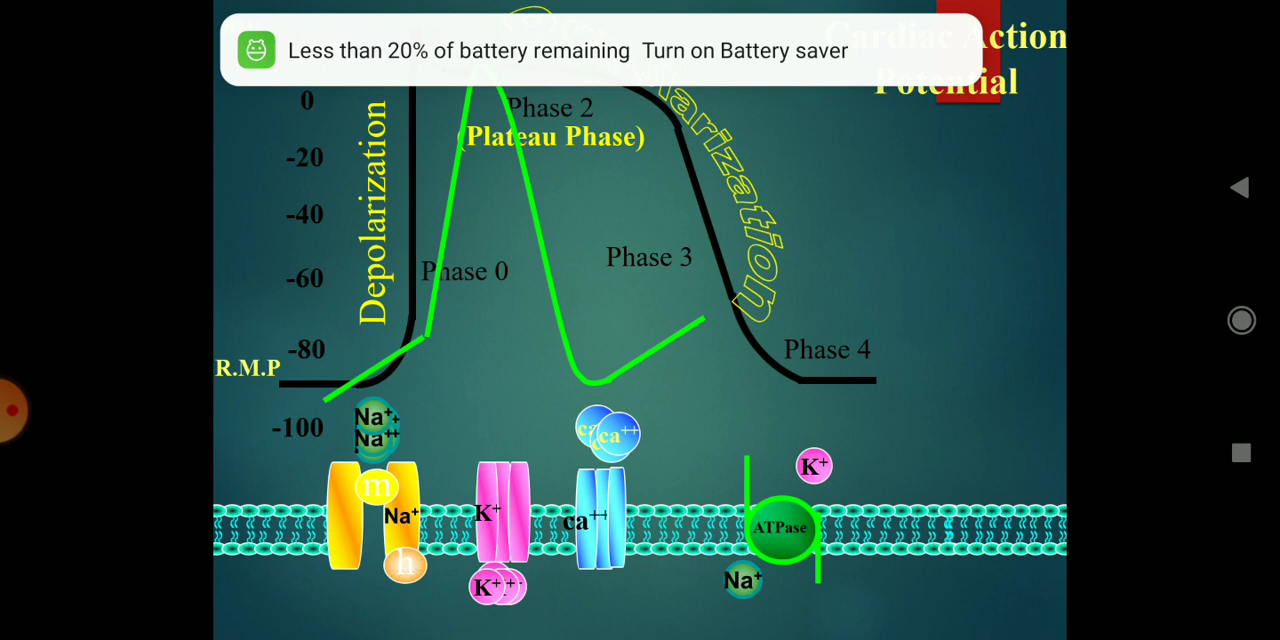 Less than 20% of battery remaining Turn on Battery saver
Cardiac Action
Potential
0
-20
-40
-60
-80
-100
R.M.P
Depolarization
Phase 2
(Plateau Phase)
Phase 0
Phase 3
Phase 4
Na⁺
Na⁺⁺
m
Na⁺
h
K⁺
K⁺
ca⁺⁺
ca⁺⁺
K⁺
ATPase
Na⁺